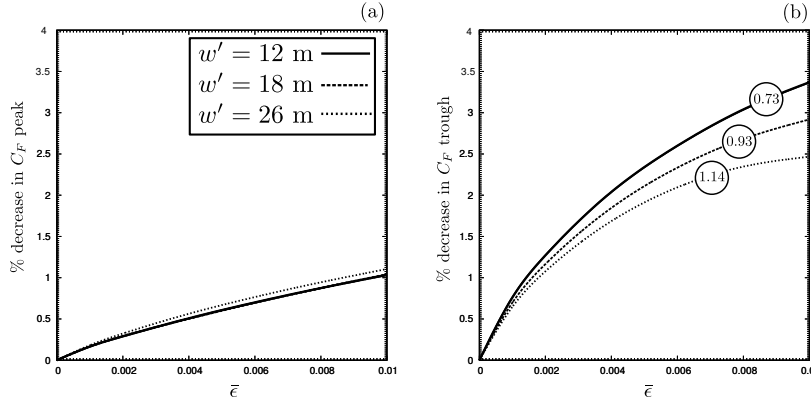 (a)
% decrease in C_F peak
4
3.5
3
2.5
2
1.5
1
0.5
0
w′ = 12 m
w′ = 18 m
w′ = 26 m
0 0.002 0.004 0.006 0.008 0.01
ϵ̅
(b)
% decrease in C_F trough
4
3.5
3
2.5
2
1.5
1
0.5
0
0.73
0.93
1.14
0 0.002 0.004 0.006 0.008 0.0
ϵ̅